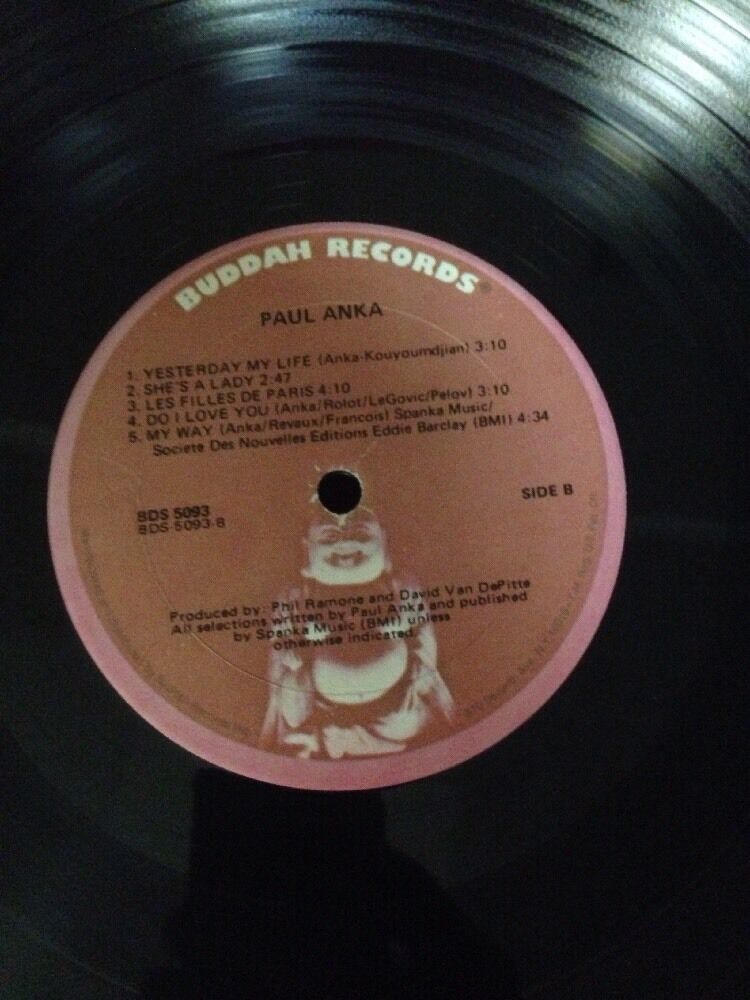 BUDDAH RECORDS
PAUL ANKA
1. YESTERDAY MY LIFE (Anka-Kouyoumdjian) 3:10
2. SHE'S A LADY 2:47
3. LES FILLES DE PARIS 4:10
4. DO I LOVE YOU (Anka/Rolot/LeGovic/Pelov) 3:10
5. MY WAY (Anka/Revaux/Francois) Spanka Music/
Societe Des Nouvelles Editions Eddie Barclay (BMI) 4:34
BDS 5093
BDS-5093-B
SIDE B
Produced by: Phil Ramone and David Van DePitte
All selections written by Paul Anka and published
by Spanka Music (BMI) unless
otherwise indicated.